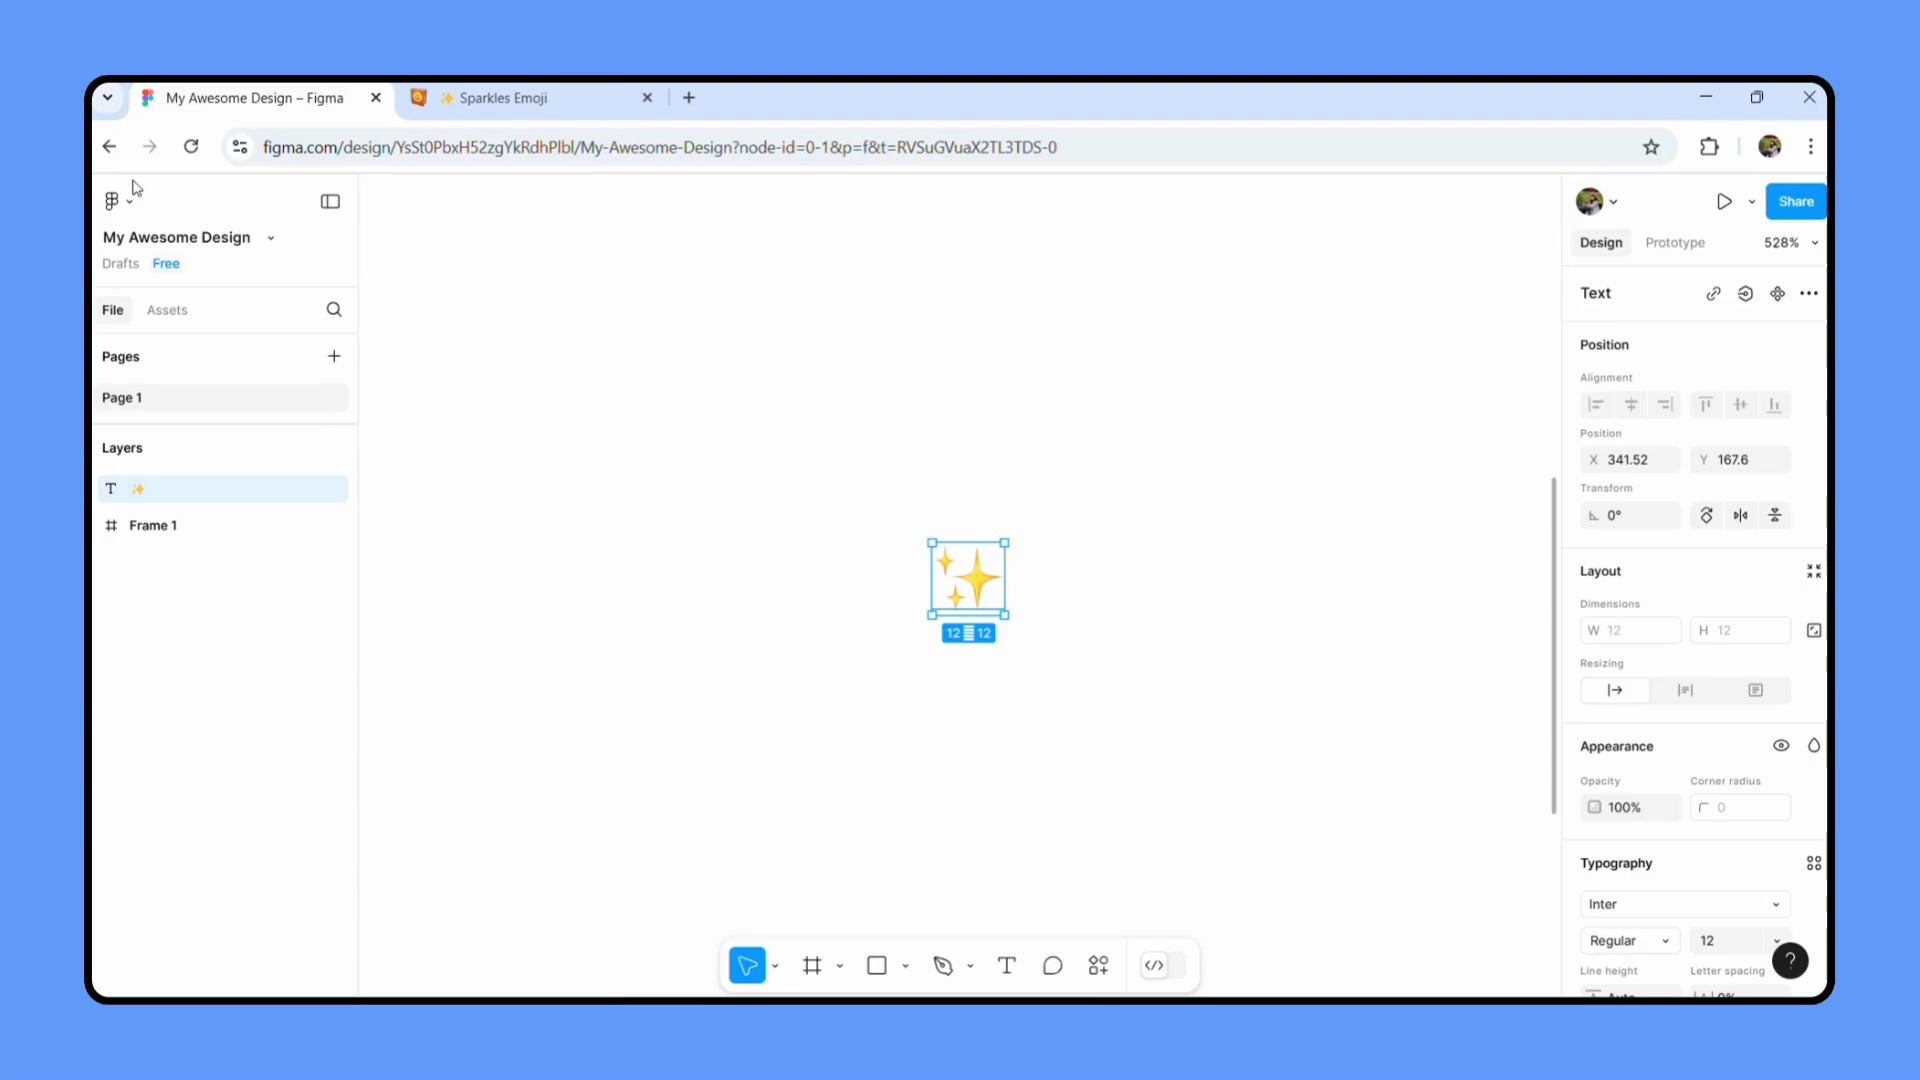 My Awesome Design – Figma
✨ Sparkles Emoji
figma.com/design/YsSt0PbxH52zgYkRdhPlbl/My-Awesome-Design?node-id=0-1&p=f&t=RVSuGVuaX2TL3TDS-0
My Awesome Design
Drafts Free
File Assets
Pages
Page 1
Layers
T ✨
Frame 1
12 12
Share
Design Prototype 528%
Text
Position
Alignment
Position
X 341.52 Y 167.6
Transform
0°
Layout
Dimensions
W 12 H 12
Resizing
Appearance
Opacity Corner radius
100% 0
Typography
Inter
Regular 12
?
Line height Letter spacing
Auto 0%